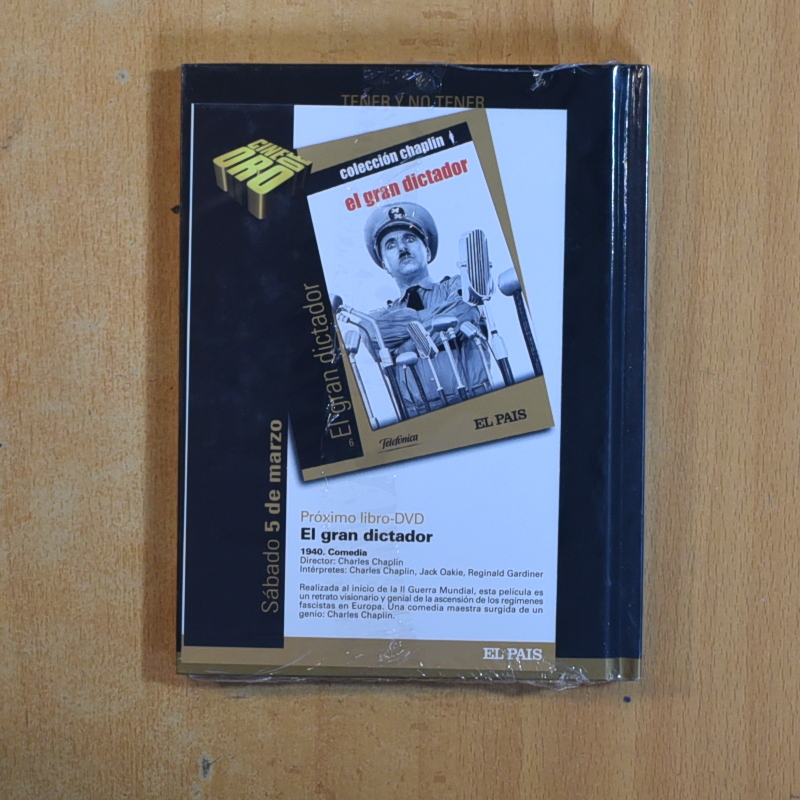 TENER Y NO TENER
CINE DE
ORO
colección chaplin
el gran dictador
El gran dictador
6
Telefónica
EL PAIS
Sábado 5 de marzo
Próximo libro-DVD
El gran dictador
1940. Comedia
Director: Charles Chaplin
Intérpretes: Charles Chaplin, Jack Oakie, Reginald Gardiner
Realizada al inicio de la II Guerra Mundial, esta película es
un retrato visionario y genial de la ascensión de los regímenes
fascistas en Europa. Una comedia maestra surgida de un
genio: Charles Chaplin.
EL PAIS